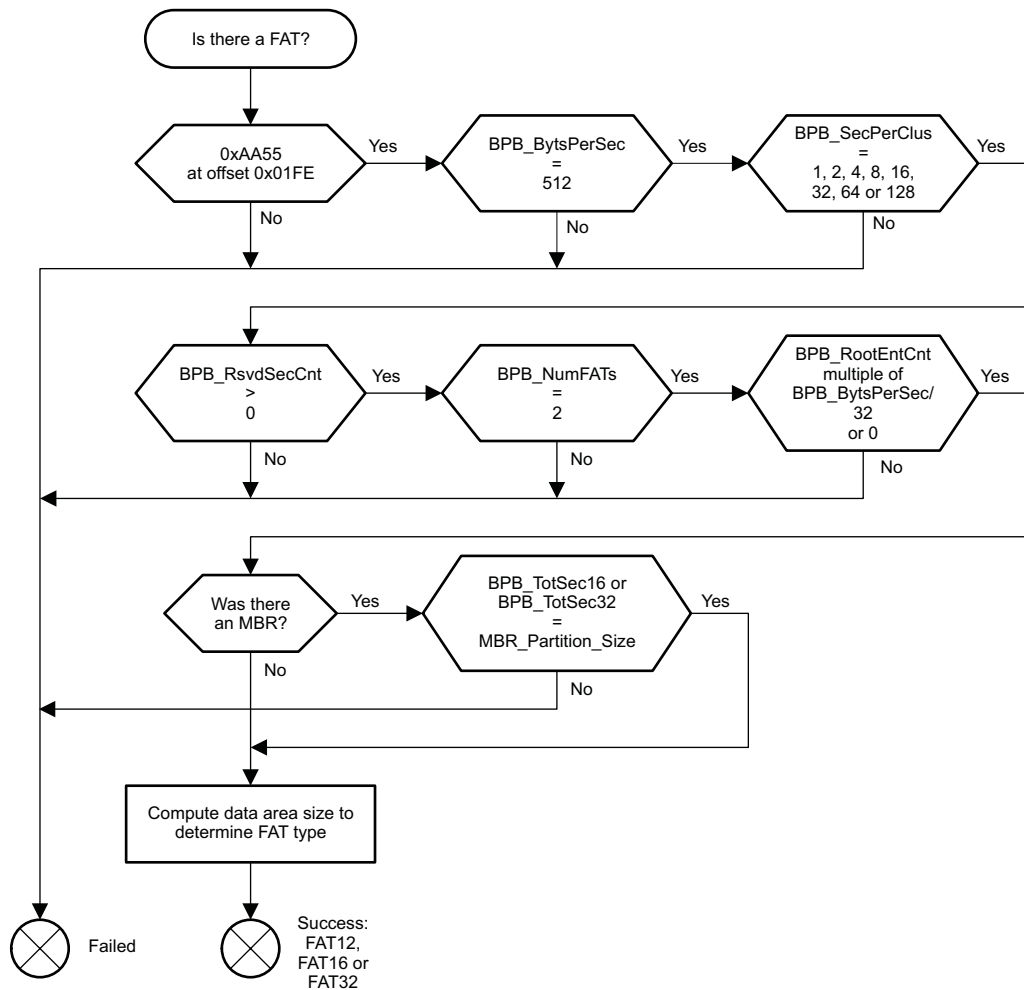 Is there a FAT?
0xAA55
at offset 0x01FE
Yes
No
BPB_BytsPerSec
=
512
Yes
No
BPB_SecPerClus
=
1, 2, 4, 8, 16,
32, 64 or 128
Yes
No
BPB_RsvdSecCnt
>
0
Yes
No
BPB_NumFATs
=
2
Yes
No
BPB_RootEntCnt
multiple of
BPB_BytsPerSec/
32
or 0
Yes
No
Was there
an MBR?
Yes
No
BPB_TotSec16 or
BPB_TotSec32
=
MBR_Partition_Size
Yes
No
Compute data area size to
determine FAT type
Failed
Success:
FAT12,
FAT16 or
FAT32